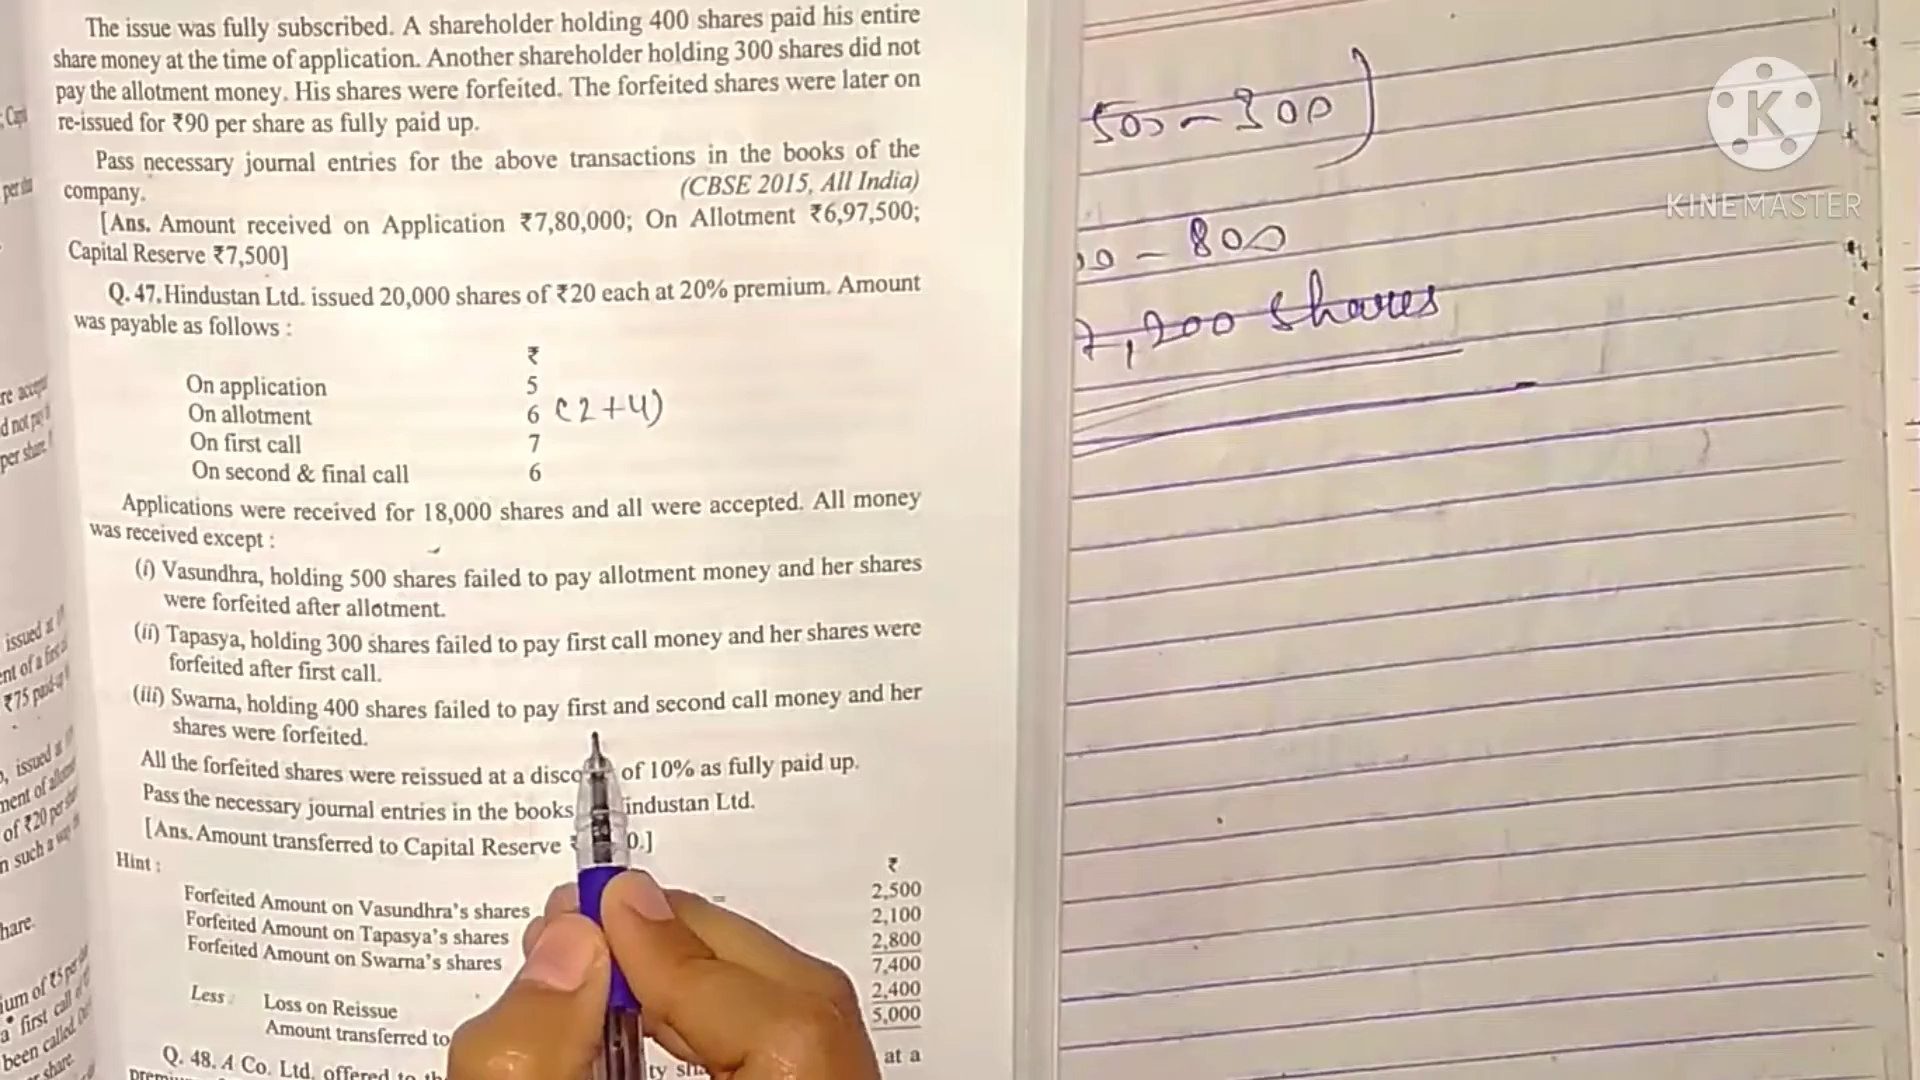 The issue was fully subscribed. A shareholder holding 400 shares paid his entire
share money at the time of application. Another shareholder holding 300 shares did not
pay the allotment money. His shares were forfeited. The forfeited shares were later on
re-issued for ₹90 per share as fully paid up.
Pass necessary journal entries for the above transactions in the books of the
company. (CBSE 2015, All India)
[Ans. Amount received on Application ₹7,80,000; On Allotment ₹6,97,500;
Capital Reserve ₹7,500]
Q. 47. Hindustan Ltd. issued 20,000 shares of ₹20 each at 20% premium. Amount
was payable as follows :
₹
On application 5
On allotment 6 (2+4)
On first call 7
On second & final call 6
Applications were received for 18,000 shares and all were accepted. All money
was received except :
(i) Vasundhra, holding 500 shares failed to pay allotment money and her shares
were forfeited after allotment.
(ii) Tapasya, holding 300 shares failed to pay first call money and her shares were
forfeited after first call.
(iii) Swarna, holding 400 shares failed to pay first and second call money and her
shares were forfeited.
All the forfeited shares were reissued at a disco of 10% as fully paid up.
Pass the necessary journal entries in the books industan Ltd.
[Ans. Amount transferred to Capital Reserve 0.]
Hint :
₹
Forfeited Amount on Vasundhra's shares = 2,500
Forfeited Amount on Tapasya's shares 2,100
Forfeited Amount on Swarna's shares 2,800
7,400
Less : Loss on Reissue 2,400
Amount transferred to 5,000
Q. 48. A Co. Ltd. offered to at a
500 - 300)
00 - 800
7,200 shares
K
KINEMASTER